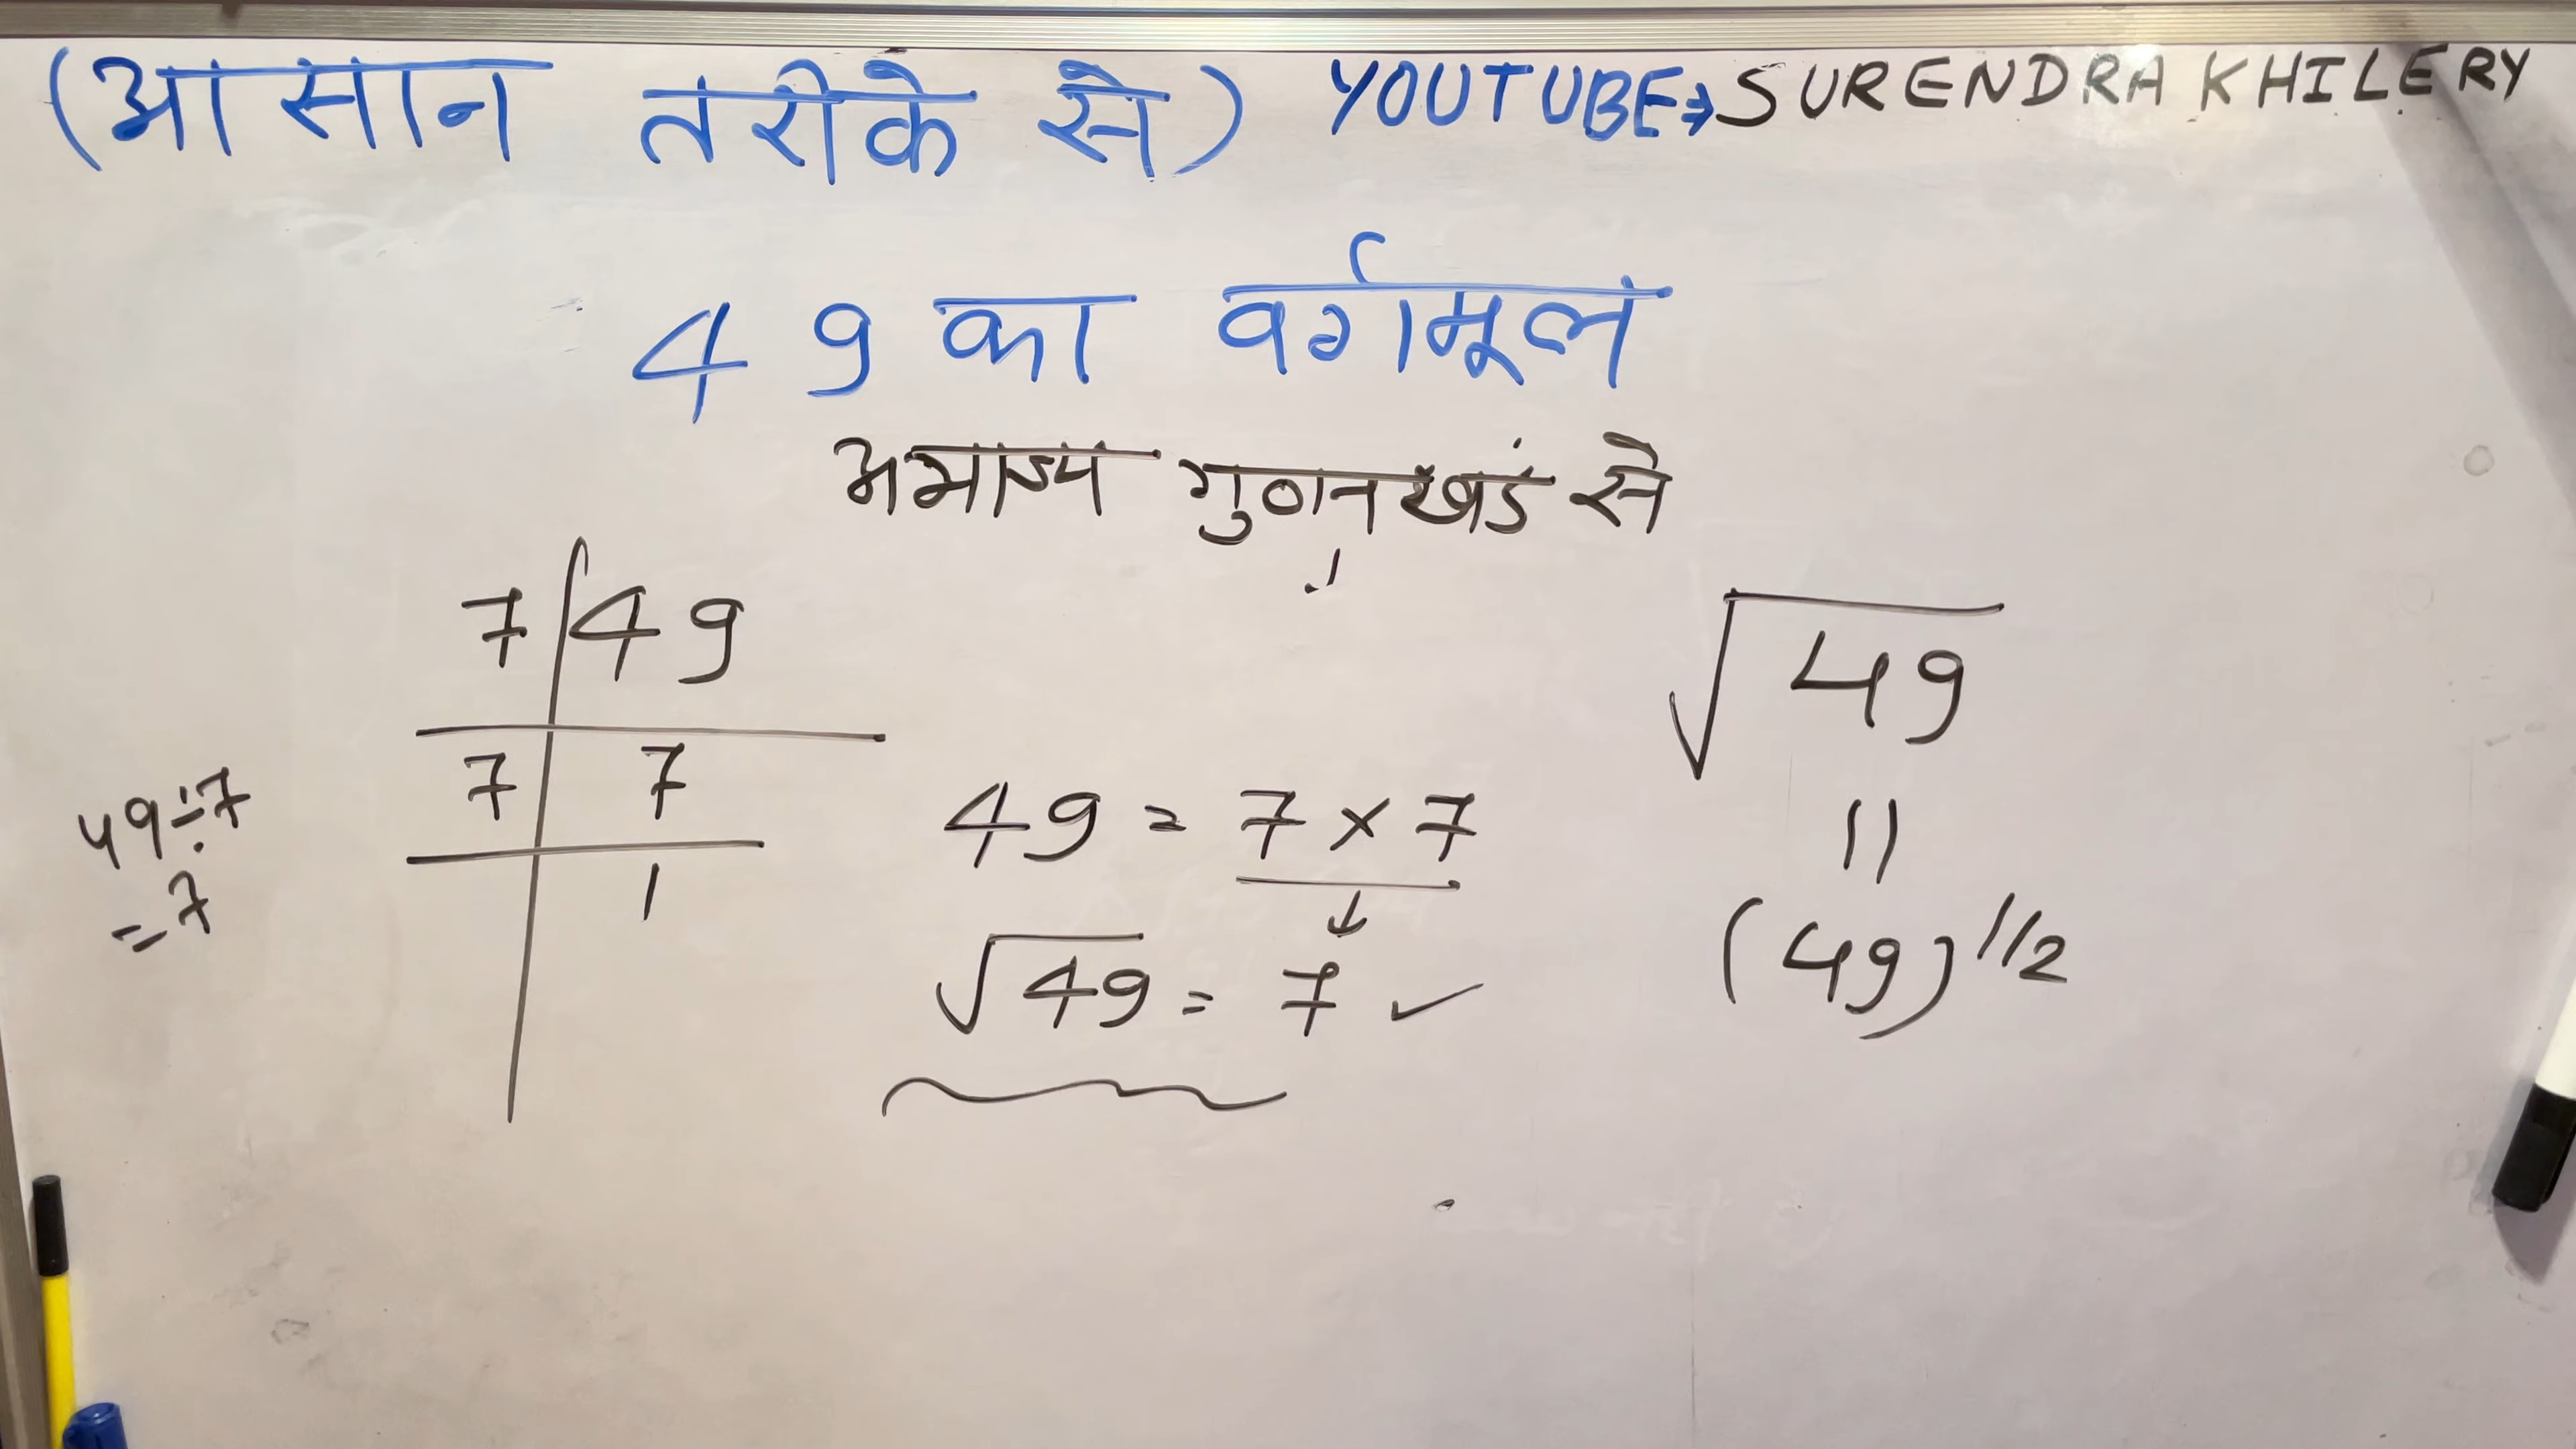 (आसान तरीके से) YOUTUBE⇒SURENDRA KHILERY
49 का वर्गमूल
अभाज्य गुणनखंड से
7 | 49
7 | 7
1
49÷7
=7
49 = 7 × 7
↓
√49 = 7 ✓
√49
||
(49)^1/2